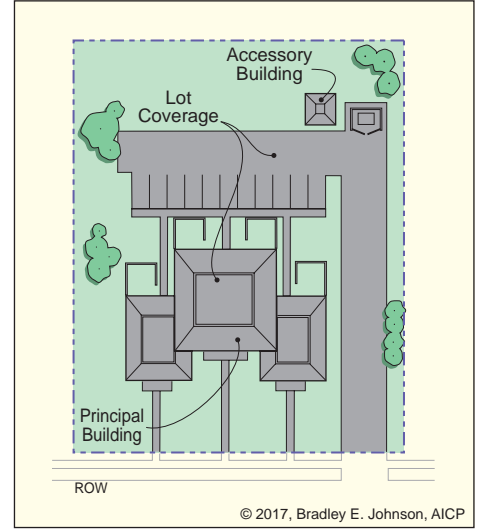 Accessory
Building
Lot
Coverage
Principal
Building
ROW
© 2017, Bradley E. Johnson, AICP